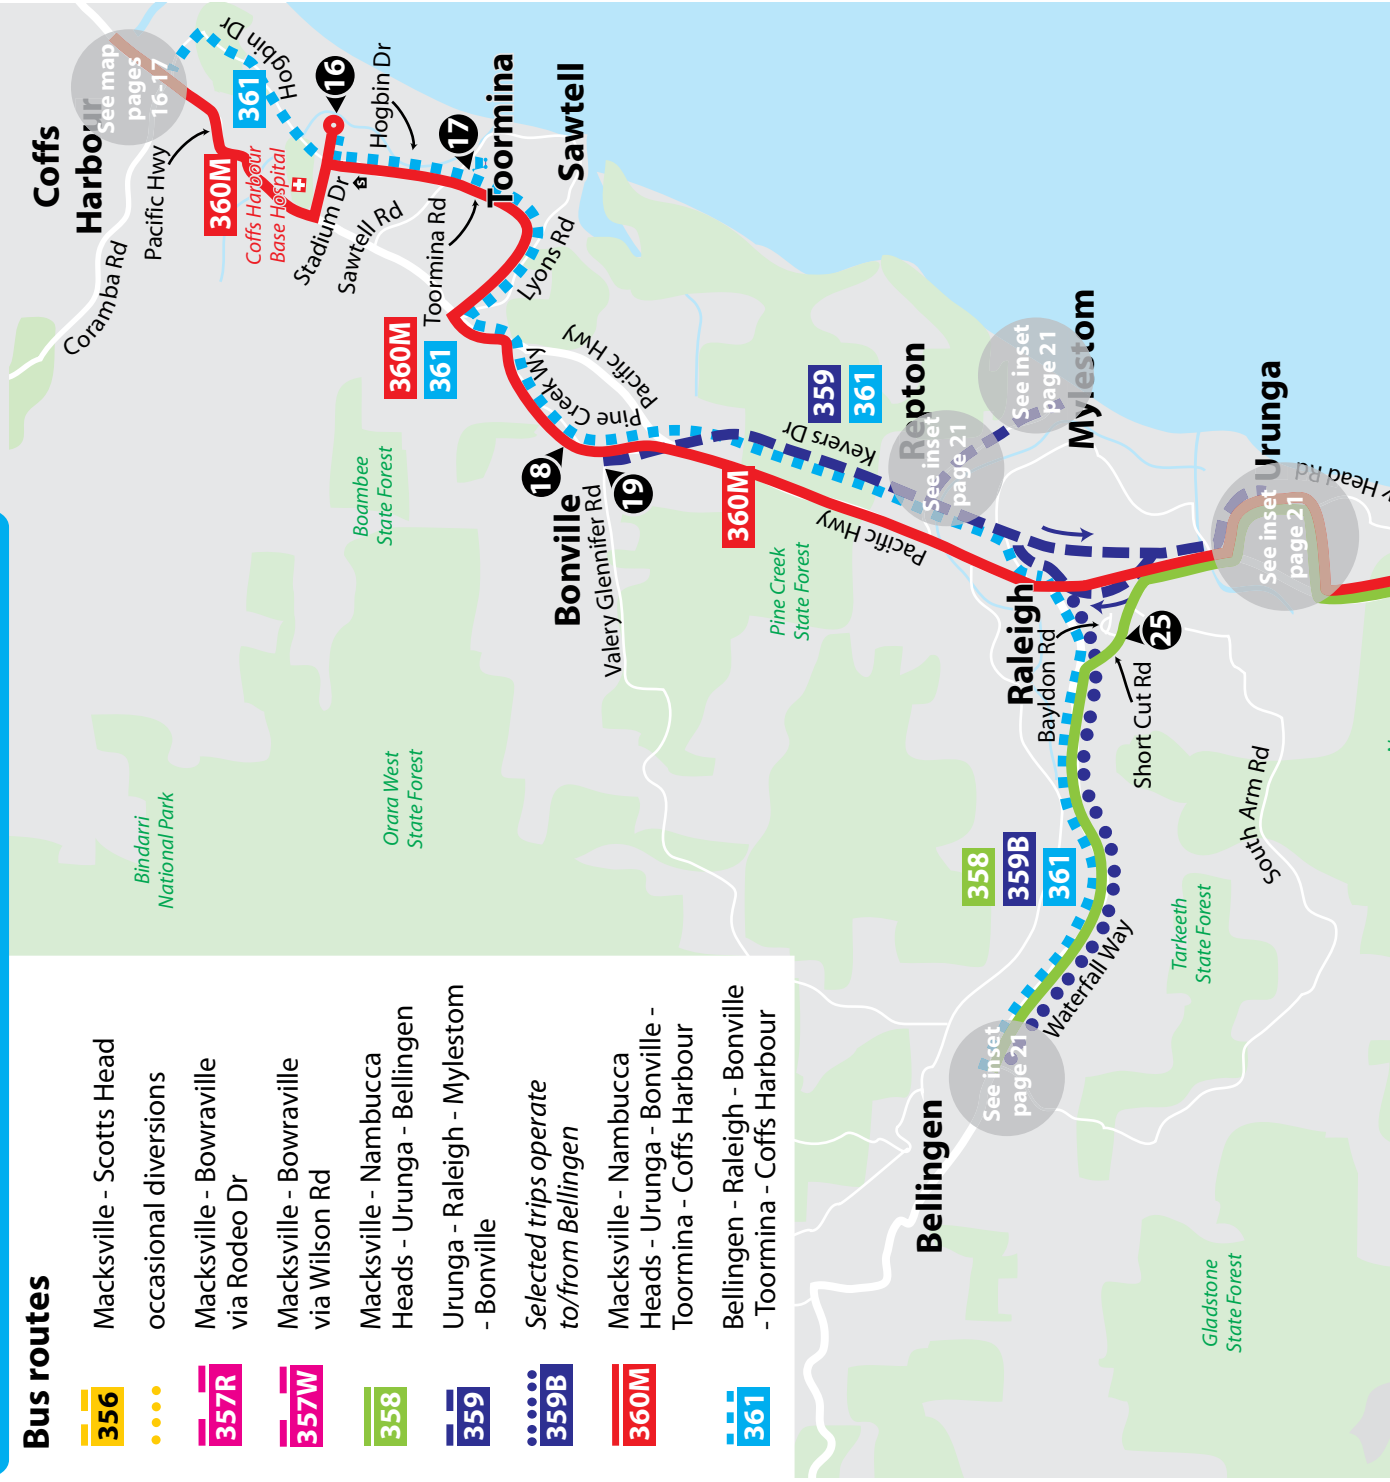 Bus routes
356
Macksville - Scotts Head
occasional diversions
357R
Macksville - Bowraville
via Rodeo Dr
357W
Macksville - Bowraville
via Wilson Rd
358
Macksville - Nambucca
Heads - Urunga - Bellingen
359
Urunga - Raleigh - Mylestom
- Bonville
359B
Selected trips operate
to/from Bellingen
360M
Macksville - Nambucca
Heads - Urunga - Bonville -
Toormina - Coffs Harbour
361
Bellingen - Raleigh - Bonville
- Toormina - Coffs Harbour
Coffs
Harbour
See map
pages
16-17
Coramba Rd
Pacific Hwy
Hogbin Dr
361
360M
Coffs Harbour
Base Hospital
16
Stadium Dr
Sawtell Rd
Hogbin Dr
17
Toormina
Sawtell
Toormina Rd
Lyons Rd
360M
361
Pine Creek Wy
Pacific Hwy
Boambee
State Forest
18
Bonville
19
Valery Glennifer Rd
Bindarri
National Park
Orara West
State Forest
360M
Pine Creek
State Forest
Pacific Hwy
Kevers Dr
359
361
Repton
See inset
page 21
See inset
page 21
Mylestom
Raleigh
Bayldon Rd
Short Cut Rd
25
Urunga
See inset
page 21
Head Rd
South Arm Rd
358
359B
361
Waterfall Way
Tarkeeth
State Forest
Bellingen
See inset
page 21
Gladstone
State Forest